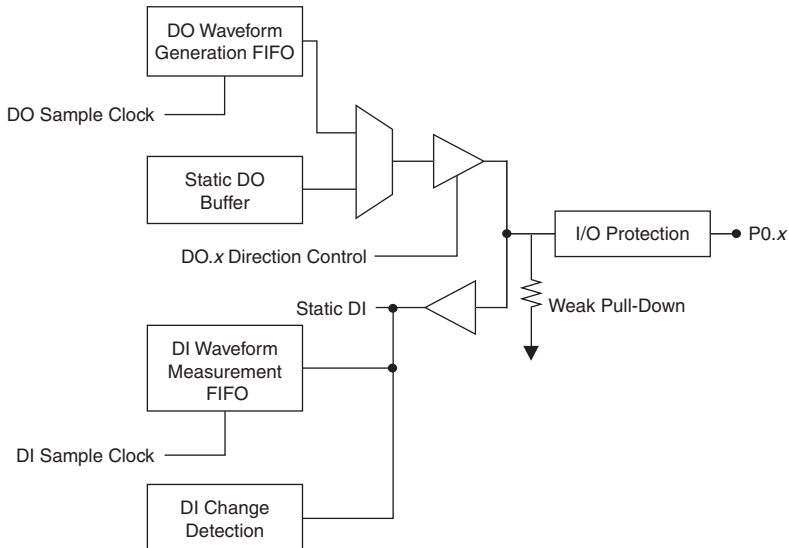 DO Waveform
Generation FIFO
DO Sample Clock
Static DO
Buffer
DO.x Direction Control
I/O Protection
P0.x
Static DI
Weak Pull-Down
DI Waveform
Measurement
FIFO
DI Sample Clock
DI Change
Detection